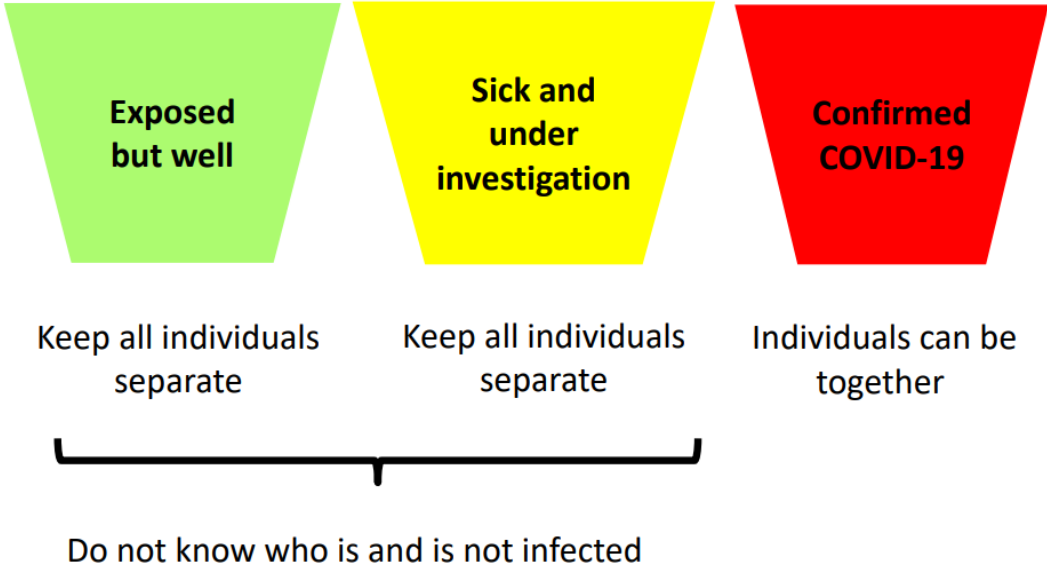 Exposed
but well
Sick and
under
investigation
Confirmed
COVID-19
Keep all individuals
separate
Keep all individuals
separate
Individuals can be
together
Do not know who is and is not infected